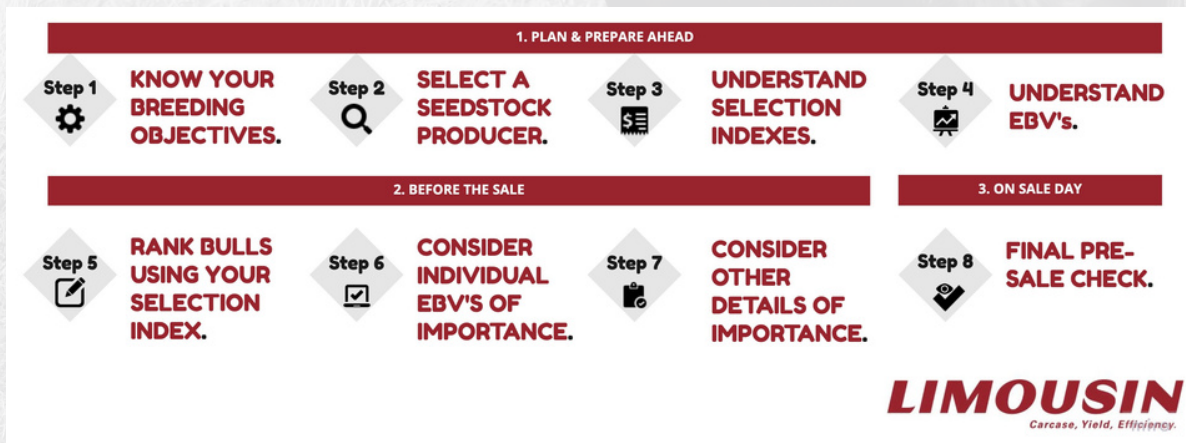 1. PLAN & PREPARE AHEAD
Step 1
KNOW YOUR
BREEDING
OBJECTIVES.
Step 2
SELECT A
SEEDSTOCK
PRODUCER.
Step 3
UNDERSTAND
SELECTION
INDEXES.
Step 4
UNDERSTAND
EBV's.
2. BEFORE THE SALE
Step 5
RANK BULLS
USING YOUR
SELECTION
INDEX.
Step 6
CONSIDER
INDIVIDUAL
EBV'S OF
IMPORTANCE.
Step 7
CONSIDER
OTHER
DETAILS OF
IMPORTANCE.
3. ON SALE DAY
Step 8
FINAL PRE-
SALE CHECK.
LIMOUSIN
Carcase, Yield, Efficiency.